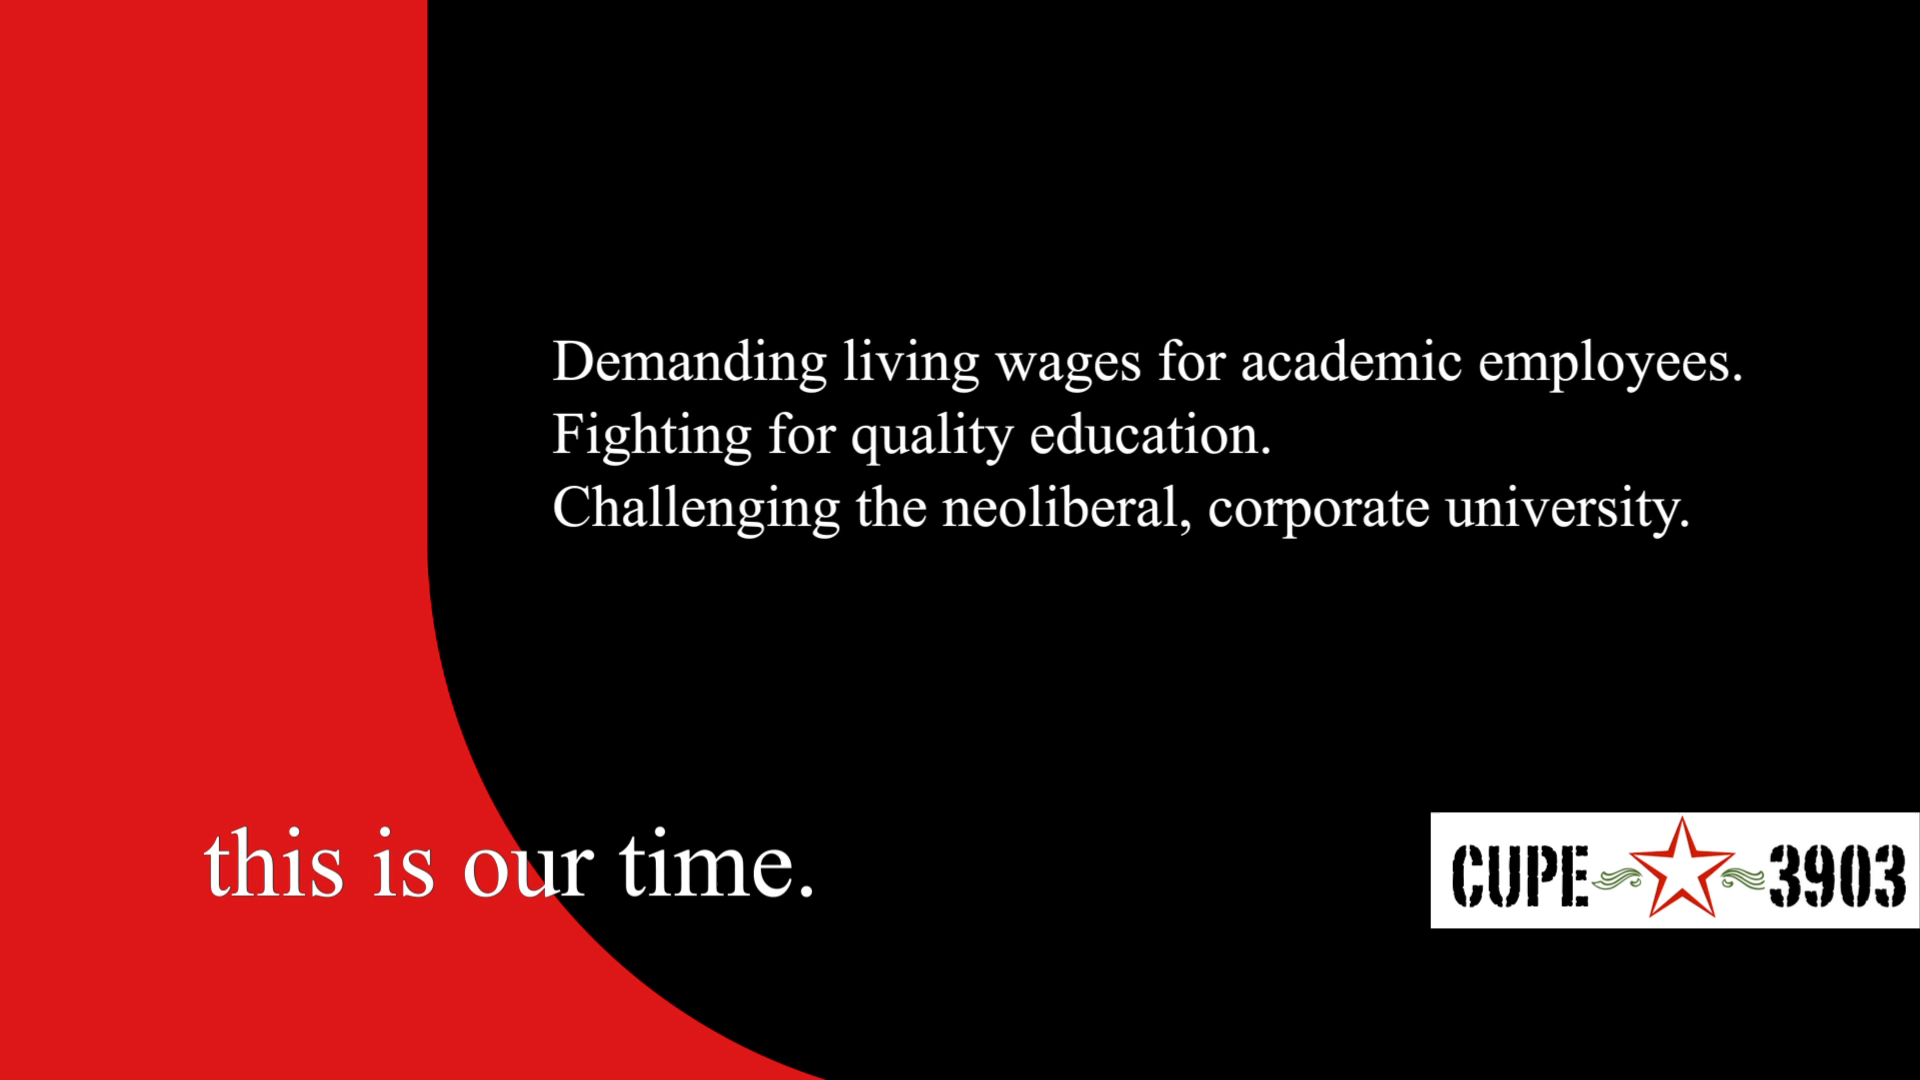 Demanding living wages for academic employees.
Fighting for quality education.
Challenging the neoliberal, corporate university.
this is our time.
CUPE 3903